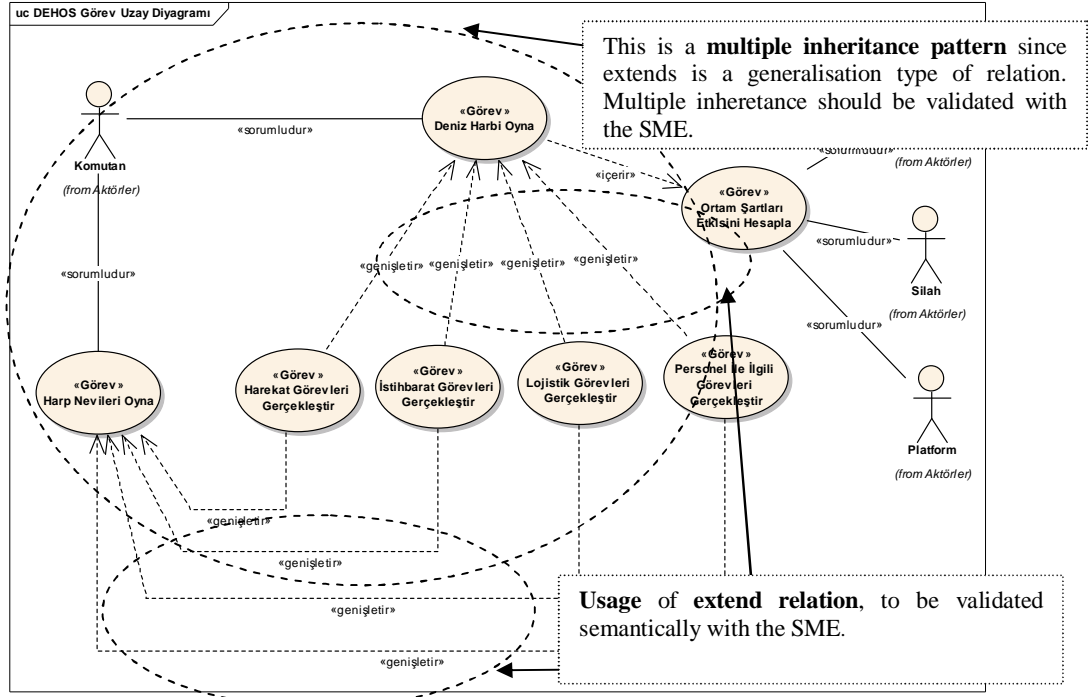 uc DEHOS Görev Uzay Diyagramı
This is a multiple inheritance pattern since
extends is a generalisation type of relation.
Multiple inheretance should be validated with
the SME.
«Görev »
Deniz Harbi Oyna
«sorumludur»
Komutan
(from Aktörler)
«içerir»
«sorumludur»
(from Aktörler)
«Görev »
Ortam Şartları
Etkisini Hesapla
«sorumludur»
Silah
(from Aktörler)
«sorumludur»
«genişletir»
«genişletir»
«genişletir»
«genişletir»
«sorumludur»
Platform
(from Aktörler)
«Görev »
Harp Nevileri Oyna
«Görev »
Harekat Görevleri
Gerçekleştir
«Görev »
İstihbarat Görevleri
Gerçekleştir
«Görev »
Lojistik Görevleri
Gerçekleştir
«Görev »
Personel ile İlgili
Görevleri
Gerçekleştir
«genişletir»
«genişletir»
«genişletir»
«genişletir»
Usage of extend relation, to be validated
semantically with the SME.